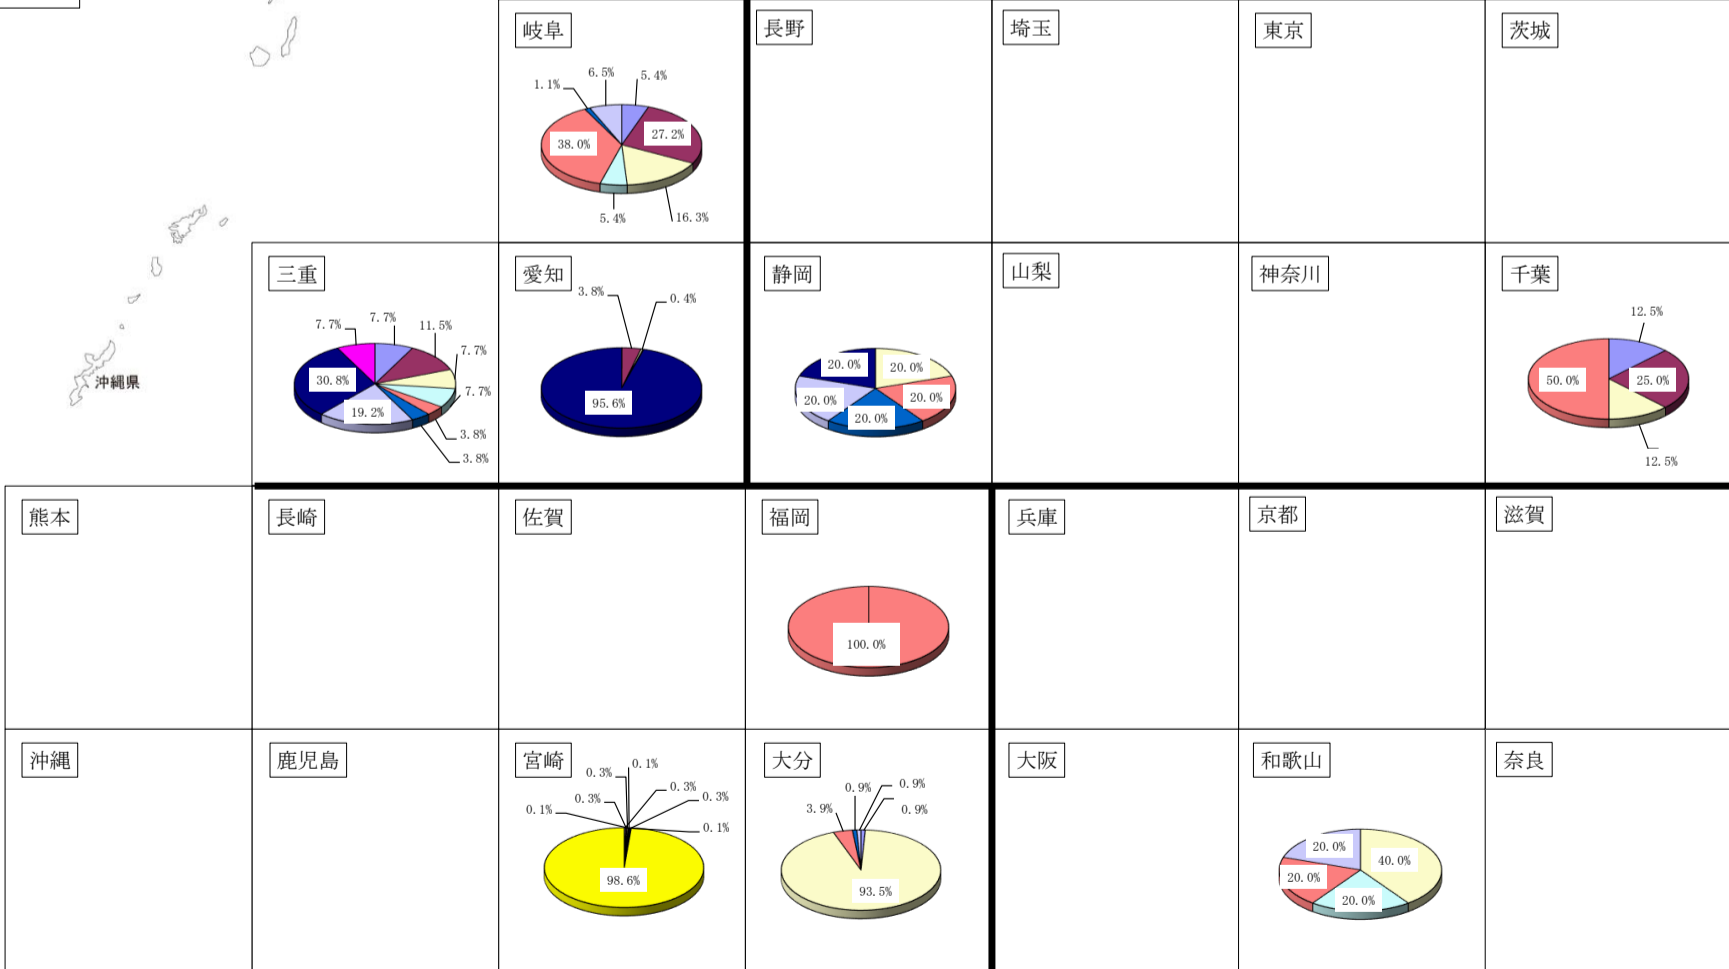 岐阜
長野
埼玉
東京
茨城
1.1%
6.5%
5.4%
38.0%
27.2%
5.4%
16.3%
三重
愛知
静岡
山梨
神奈川
千葉
7.7%
7.7%
11.5%
7.7%
30.8%
7.7%
19.2%
3.8%
3.8%
3.8%
0.4%
95.6%
20.0%
20.0%
20.0%
20.0%
20.0%
12.5%
50.0%
25.0%
12.5%
沖縄県
熊本
長崎
佐賀
福岡
兵庫
京都
滋賀
100.0%
沖縄
鹿児島
宮崎
大分
大阪
和歌山
奈良
0.1%
0.3%
0.3%
0.3%
0.3%
0.1%
0.1%
98.6%
3.9%
0.9%
0.9%
0.9%
93.5%
20.0%
40.0%
20.0%
20.0%